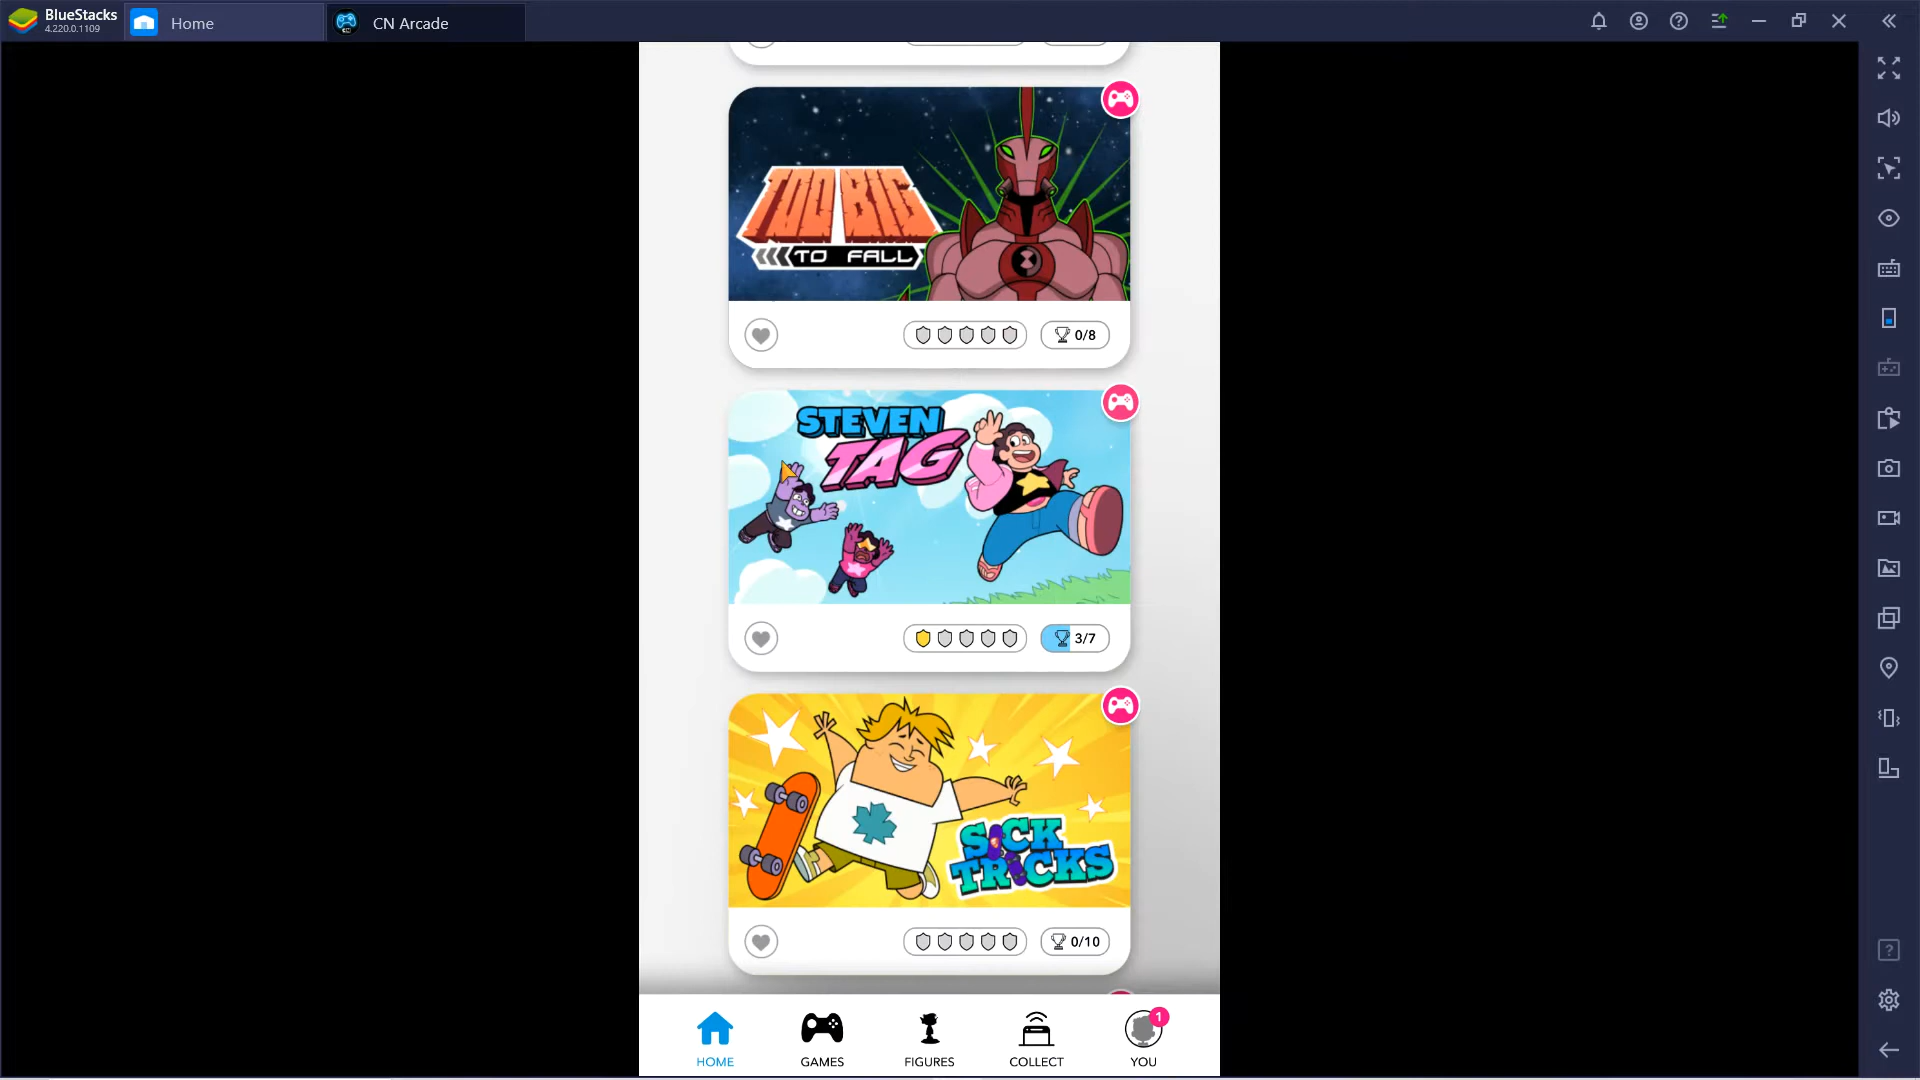 BlueStacks
4.220.0.1109
Home
CN Arcade
TOO BIG
TO FALL
0/8
STEVEN
TAG
3/7
SICK
TRICKS
0/10
1
HOME
GAMES
FIGURES
COLLECT
YOU